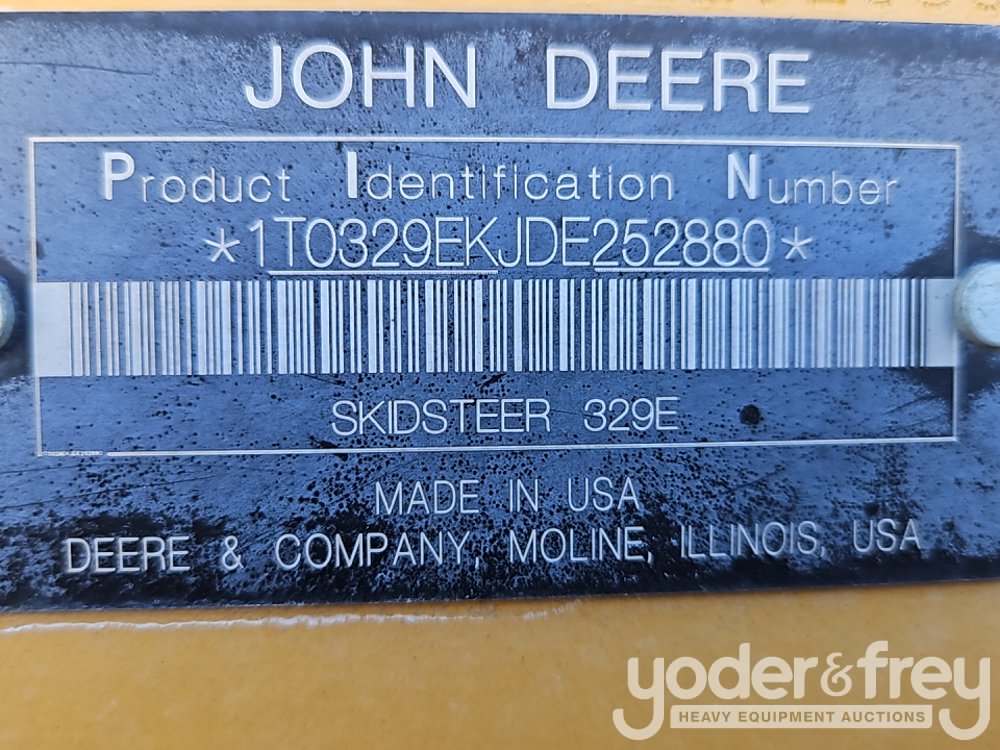 JOHN DEERE
Product Identification Number
*1T0329EKJDE252880*
SKIDSTEER 329E
1T0329EKJDE252880
MADE IN USA
DEERE & COMPANY, MOLINE, ILLINOIS, USA
yoder&frey
HEAVY EQUIPMENT AUCTIONS